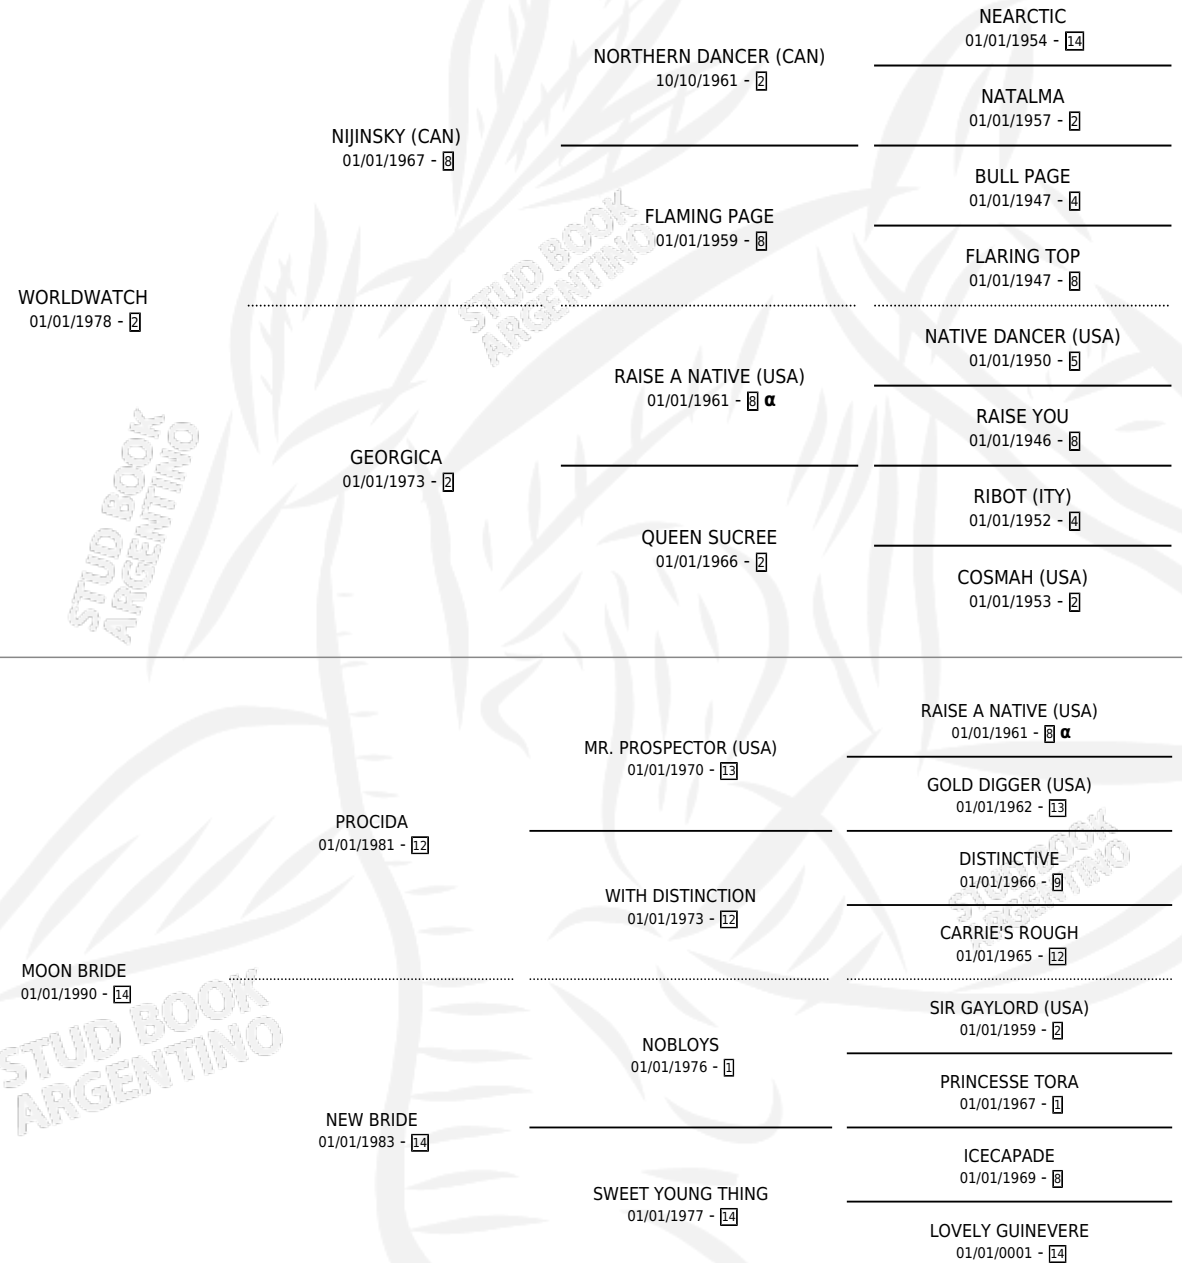 NEARCTIC
01/01/1954 - 14
NORTHERN DANCER (CAN)
10/10/1961 - 2
NATALMA
01/01/1957 - 2
NIJINSKY (CAN)
01/01/1967 - 8
BULL PAGE
01/01/1947 - 4
FLAMING PAGE
01/01/1959 - 8
FLARING TOP
01/01/1947 - 8
WORLDWATCH
01/01/1978 - 2
NATIVE DANCER (USA)
01/01/1950 - 5
RAISE A NATIVE (USA)
01/01/1961 - 8 α
RAISE YOU
01/01/1946 - 8
GEORGICA
01/01/1973 - 2
RIBOT (ITY)
01/01/1952 - 4
QUEEN SUCREE
01/01/1966 - 2
COSMAH (USA)
01/01/1953 - 2
RAISE A NATIVE (USA)
01/01/1961 - 8 α
MR. PROSPECTOR (USA)
01/01/1970 - 13
GOLD DIGGER (USA)
01/01/1962 - 13
PROCIDA
01/01/1981 - 12
DISTINCTIVE
01/01/1966 - 9
WITH DISTINCTION
01/01/1973 - 12
CARRIE'S ROUGH
01/01/1965 - 12
MOON BRIDE
01/01/1990 - 14
SIR GAYLORD (USA)
01/01/1959 - 2
NOBLOYS
01/01/1976 - 1
PRINCESSE TORA
01/01/1967 - 1
NEW BRIDE
01/01/1983 - 14
ICECAPADE
01/01/1969 - 8
SWEET YOUNG THING
01/01/1977 - 14
LOVELY GUINEVERE
01/01/0001 - 14
STUD BOOK
ARGENTINO
STUD BOOK
ARGENTINO
STUD BOOK
ARGENTINO
STUD BOOK
ARGENTINO